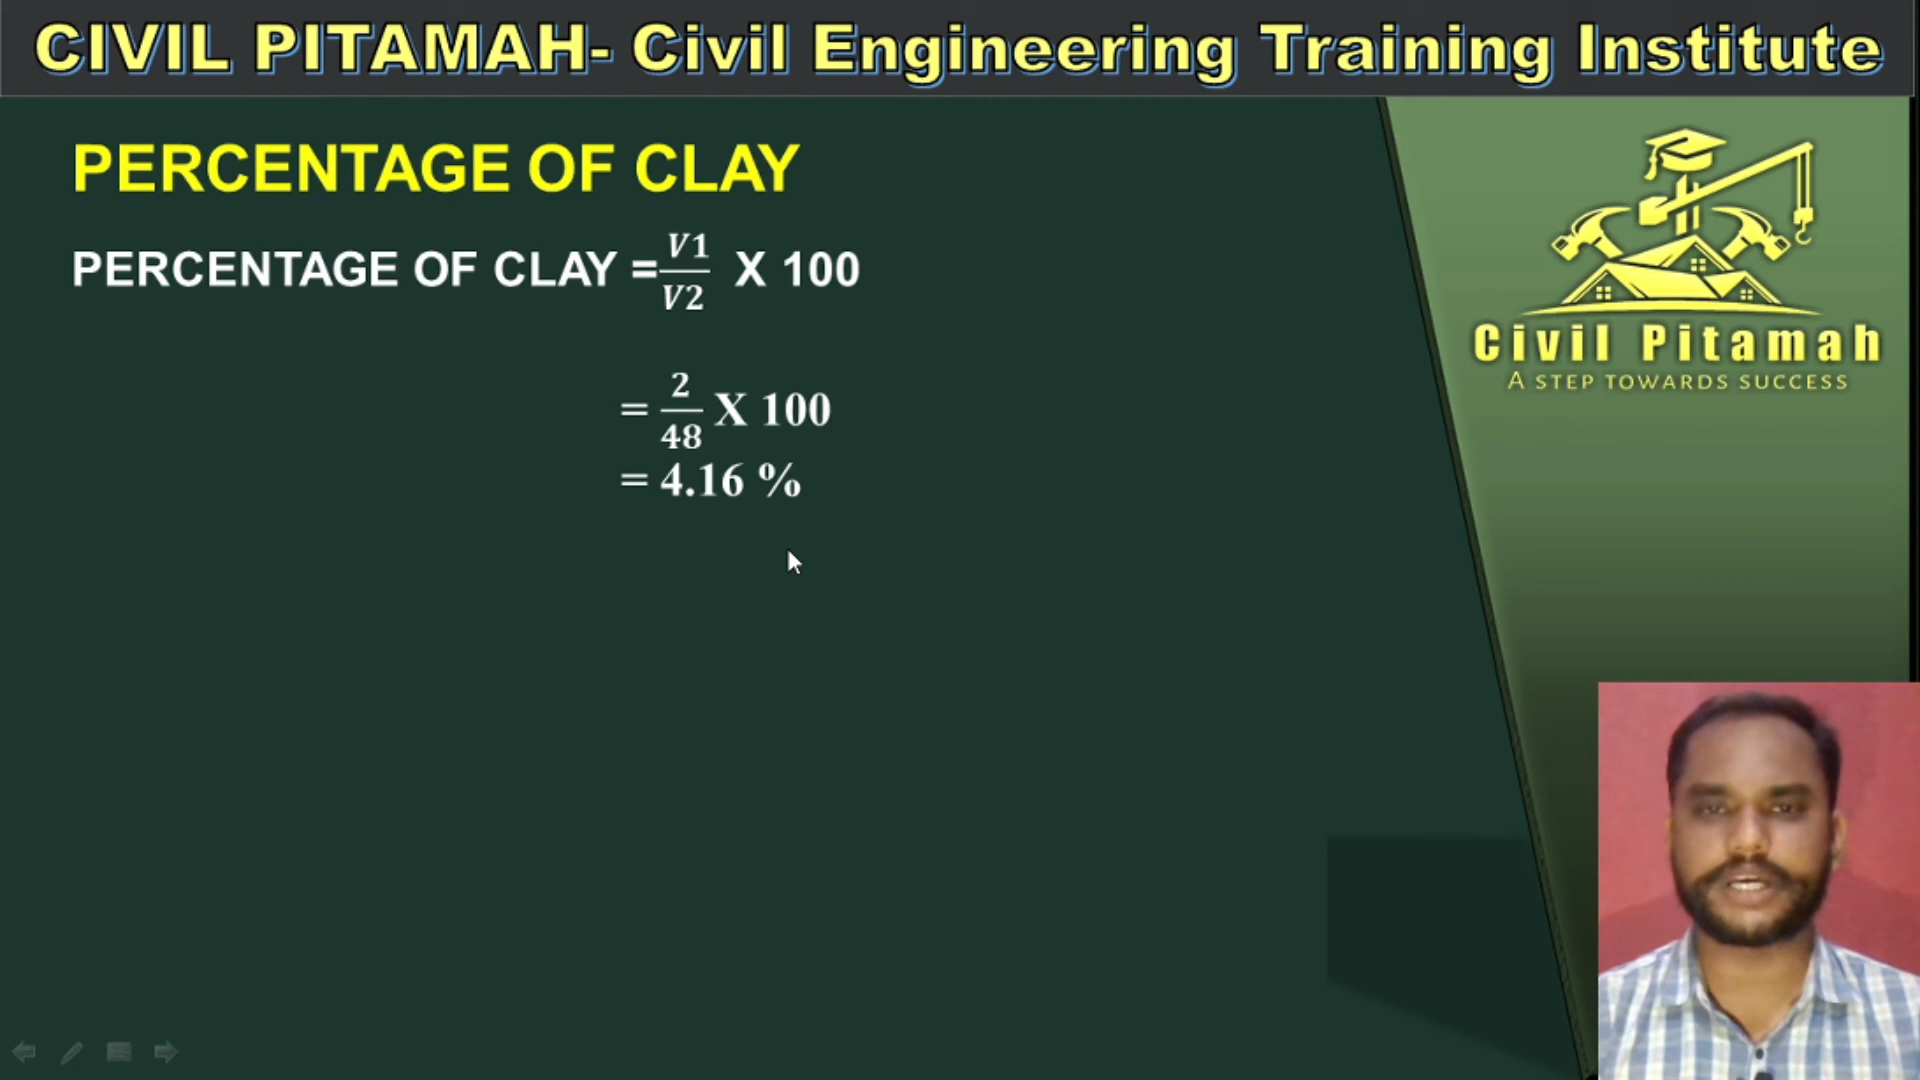 CIVIL PITAMAH- Civil Engineering Training Institute
PERCENTAGE OF CLAY
PERCENTAGE OF CLAY = V1/V2 X 100
= 2/48 X 100
= 4.16 %
Civil Pitamah
A STEP TOWARDS SUCCESS